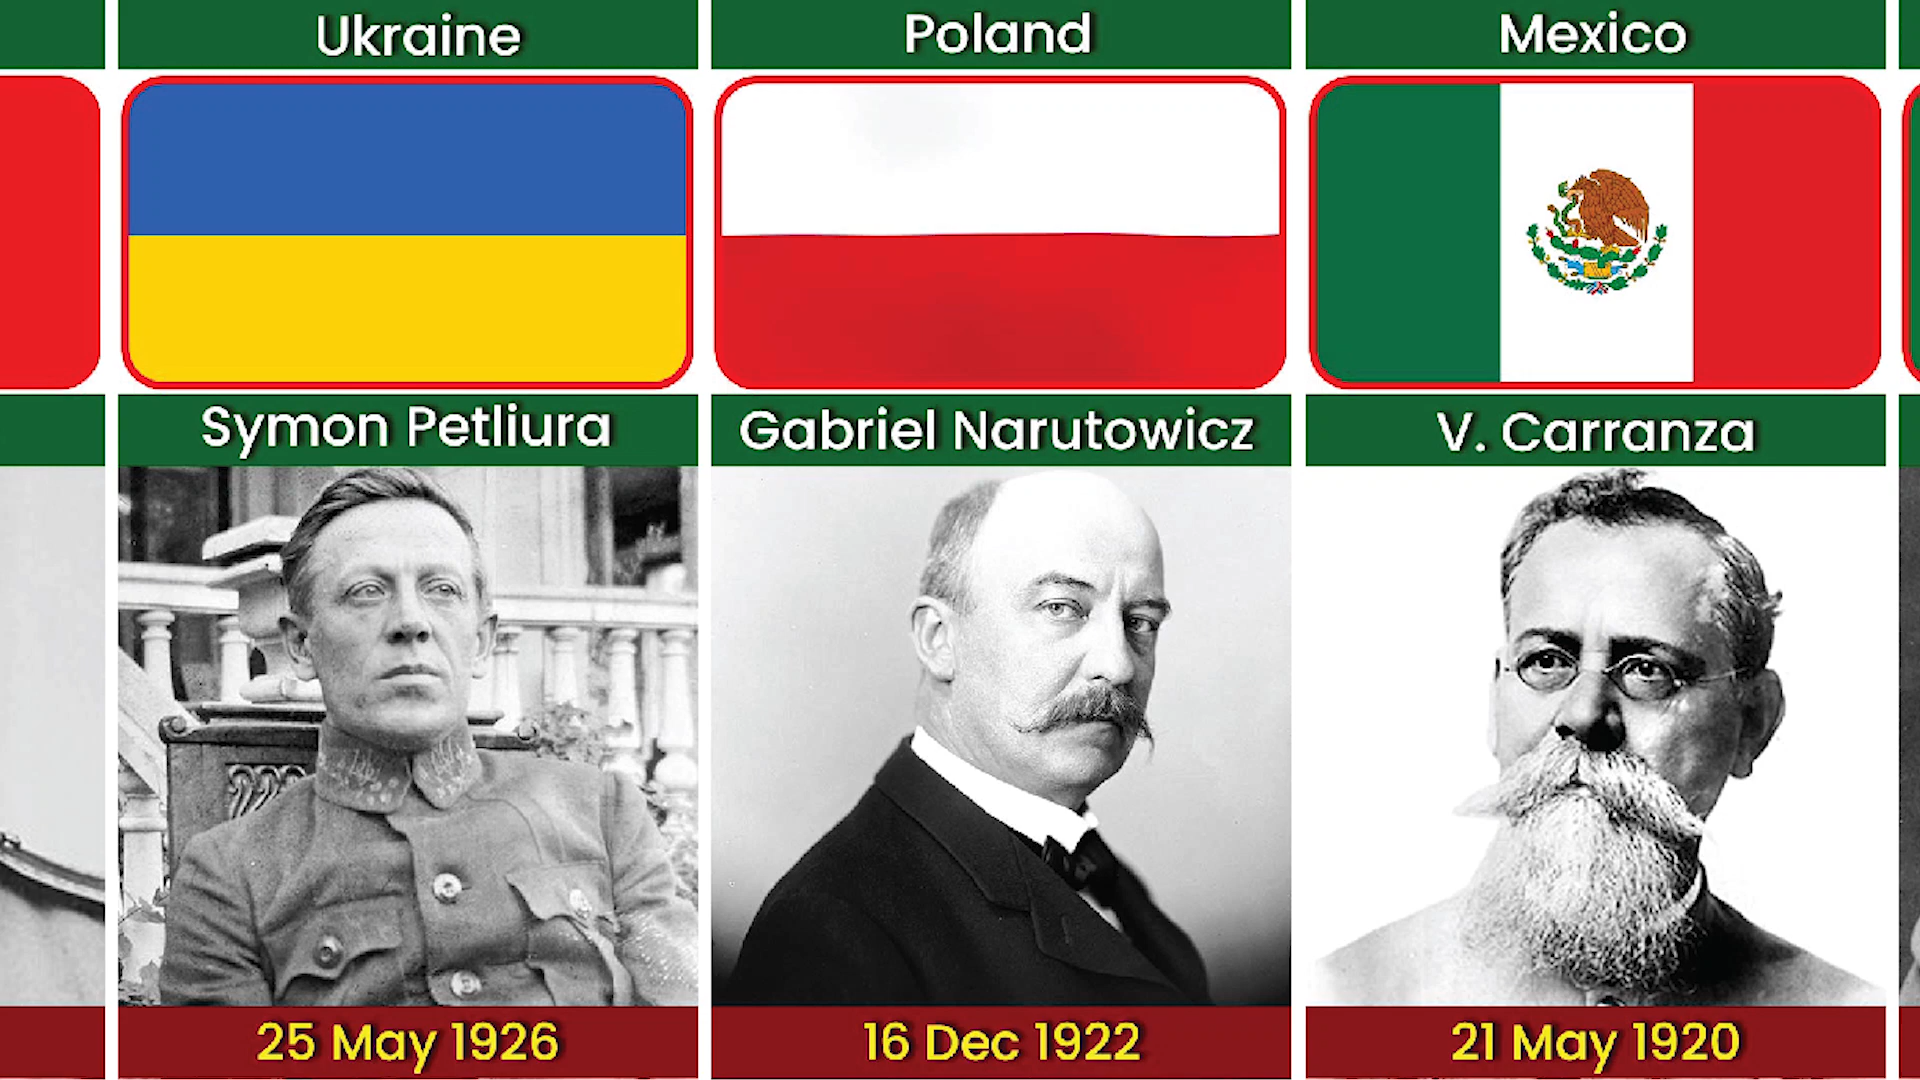 Ukraine
Poland
Mexico
Symon Petliura
Gabriel Narutowicz
V. Carranza
25 May 1926
16 Dec 1922
21 May 1920